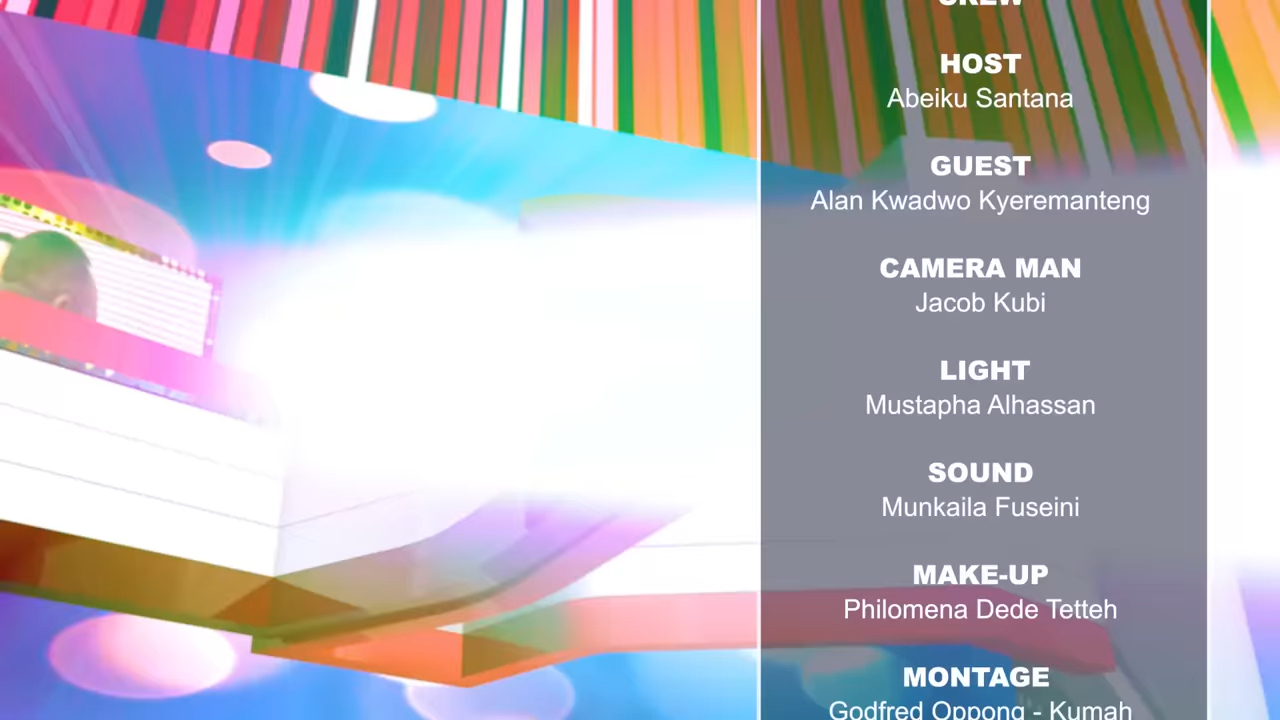 CREW
HOST
Abeiku Santana
GUEST
Alan Kwadwo Kyeremanteng
CAMERA MAN
Jacob Kubi
LIGHT
Mustapha Alhassan
SOUND
Munkaila Fuseini
MAKE-UP
Philomena Dede Tetteh
MONTAGE
Godfred Oppong - Kumah